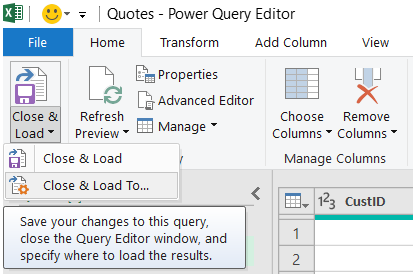 Quotes - Power Query Editor
File Home Transform Add Column View
Close & Load
Refresh Preview
Properties
Advanced Editor
Manage
Choose Columns
Remove Columns
Manage Columns
Close & Load
Close & Load To...
Save your changes to this query,
close the Query Editor window, and
specify where to load the results.
1²3 CustID
1
2